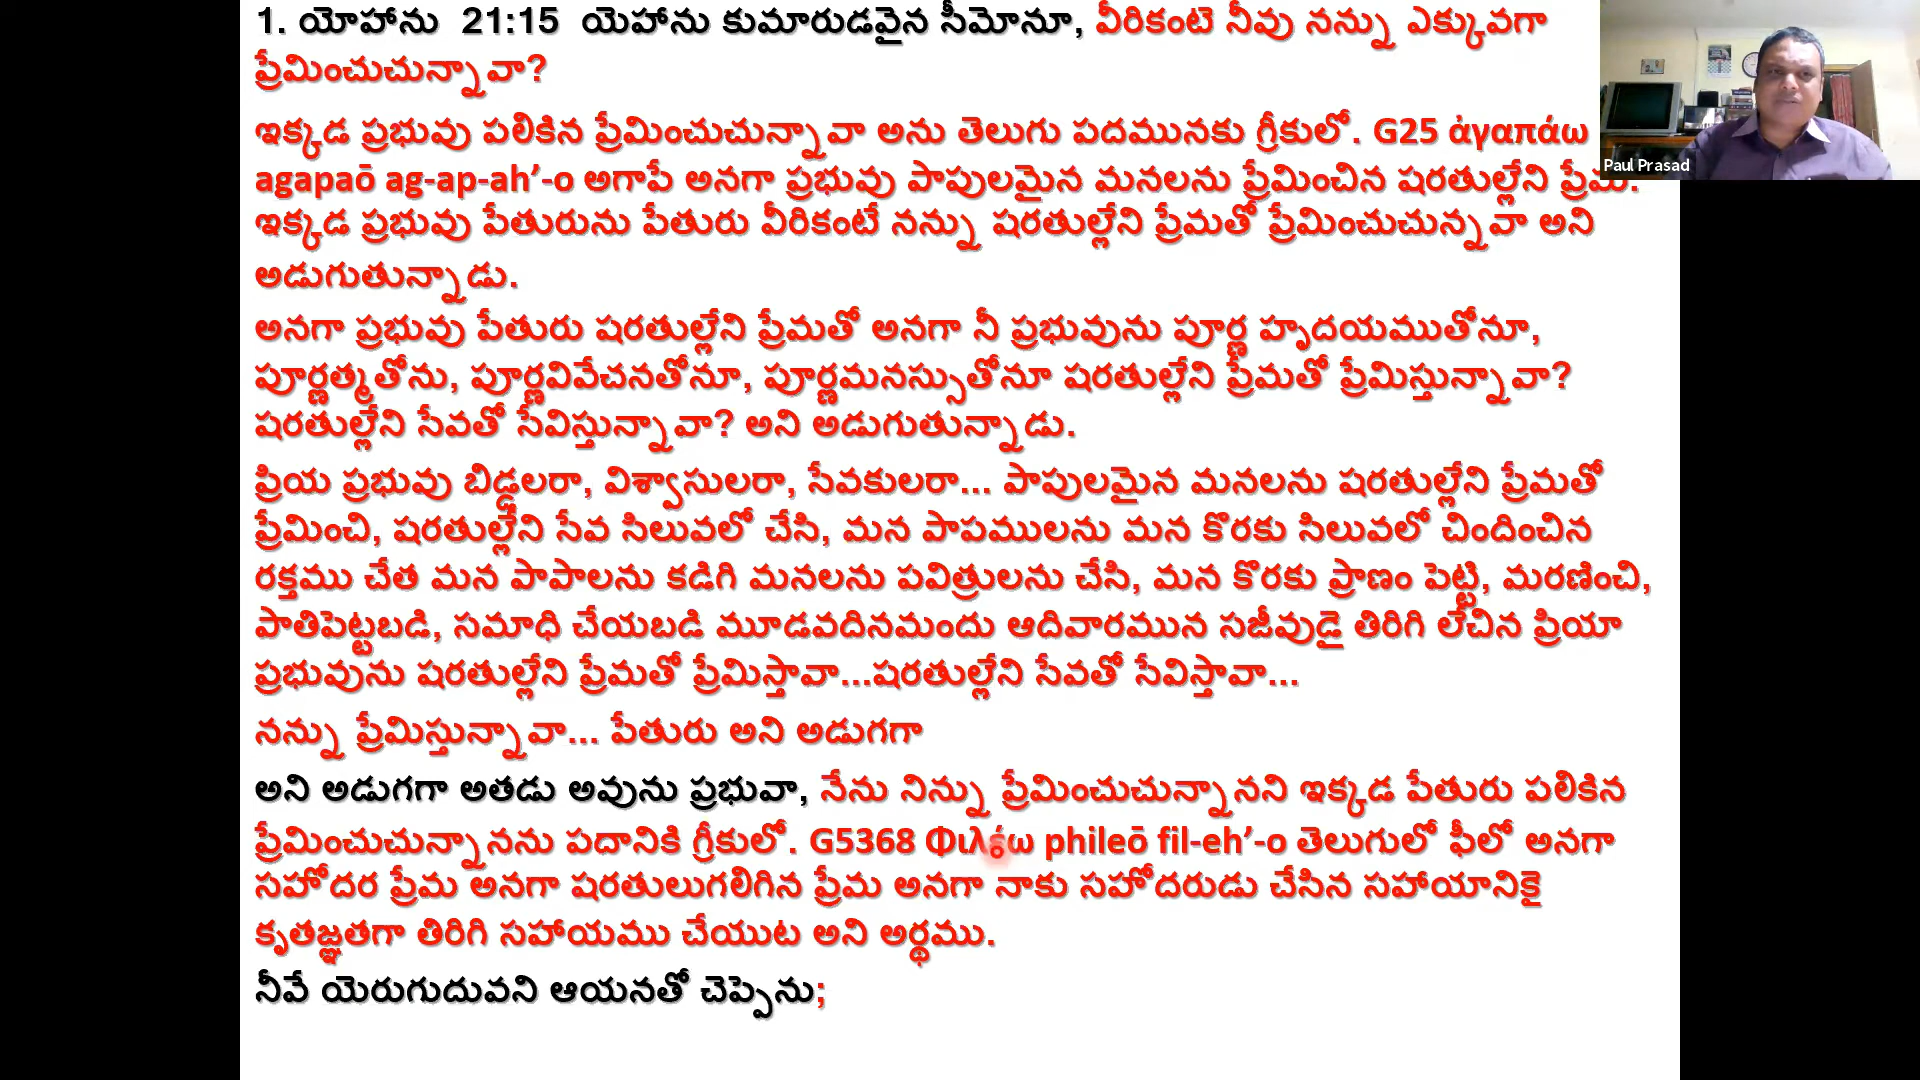 1. యోహాను  21:15  యెహాను కుమారుడవైన సీమోనూ, వీరికంటె నీవు నన్ను ఎక్కువగా
ప్రేమించుచున్నావా?
ఇక్కడ ప్రభువు పలికిన ప్రేమించుచున్నావా అను తెలుగు పదమునకు గ్రీకులో. G25 ἀγαπάω
agapaō ag-ap-ah’-o అగాపే అనగా ప్రభువు పాపులమైన మనలను ప్రేమించిన షరతుల్లేని ప్రేమ.
ఇక్కడ ప్రభువు పేతురును పేతురు వీరికంటే నన్ను షరతుల్లేని ప్రేమతో ప్రేమించుచున్నవా అని
అడుగుతున్నాడు.
అనగా ప్రభువు పేతురు షరతుల్లేని ప్రేమతో అనగా నీ ప్రభువును పూర్ణ హృదయముతోనూ,
పూర్ణత్మతోను, పూర్ణవివేచనతోనూ, పూర్ణమనస్సుతోనూ షరతుల్లేని ప్రేమతో ప్రేమిస్తున్నావా?
షరతుల్లేని సేవతో సేవిస్తున్నావా? అని అడుగుతున్నాడు.
ప్రియ ప్రభువు బిడ్డలరా, విశ్వాసులరా, సేవకులరా... పాపులమైన మనలను షరతుల్లేని ప్రేమతో
ప్రేమించి, షరతుల్లేని సేవ సిలువలో చేసి, మన పాపములను మన కొరకు సిలువలో చిందించిన
రక్తము చేత మన పాపాలను కడిగి మనలను పవిత్రులను చేసి, మన కొరకు ప్రాణం పెట్టి, మరణించి,
పాతిపెట్టబడి, సమాధి చేయబడి మూడవదినమందు ఆదివారమున సజీవుడై తిరిగి లేచిన ప్రియా
ప్రభువును షరతుల్లేని ప్రేమతో ప్రేమిస్తావా...షరతుల్లేని సేవతో సేవిస్తావా...
నన్ను ప్రేమిస్తున్నావా... పేతురు అని అడుగగా
అని అడుగగా అతడు అవును ప్రభువా, నేను నిన్ను ప్రేమించుచున్నానని ఇక్కడ పేతురు పలికిన
ప్రేమించుచున్నానను పదానికి గ్రీకులో. G5368 Φιλέω phileō fil-eh’-o తెలుగులో ఫీలో అనగా
సహోదర ప్రేమ అనగా షరతులుగలిగిన ప్రేమ అనగా నాకు సహోదరుడు చేసిన సహాయానికై
కృతజ్ఞతగా తిరిగి సహాయము చేయుట అని అర్థము.
నీవే యెరుగుదువని ఆయనతో చెప్పెను;
Paul Prasad